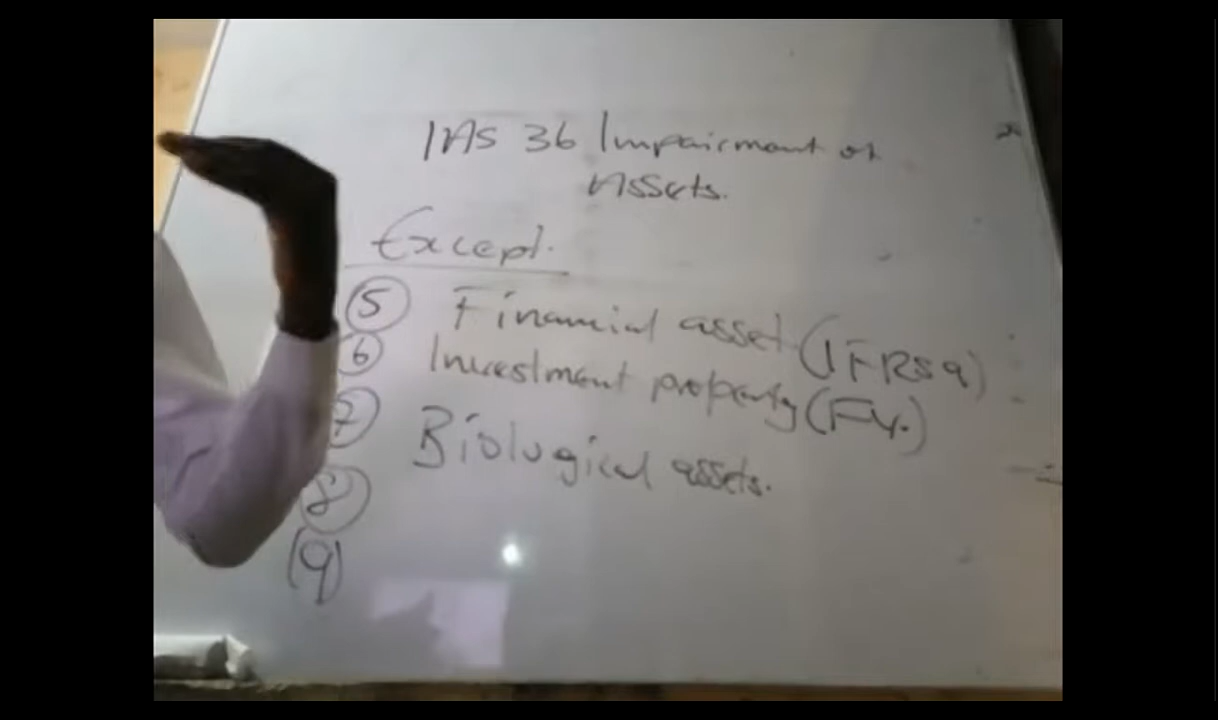 IAS 36 Impairment of
Assets.
Except.
(5) Financial asset (IFRS 9)
(6) Investment property (FV.)
(7) Biological assets.
(8)
(9)